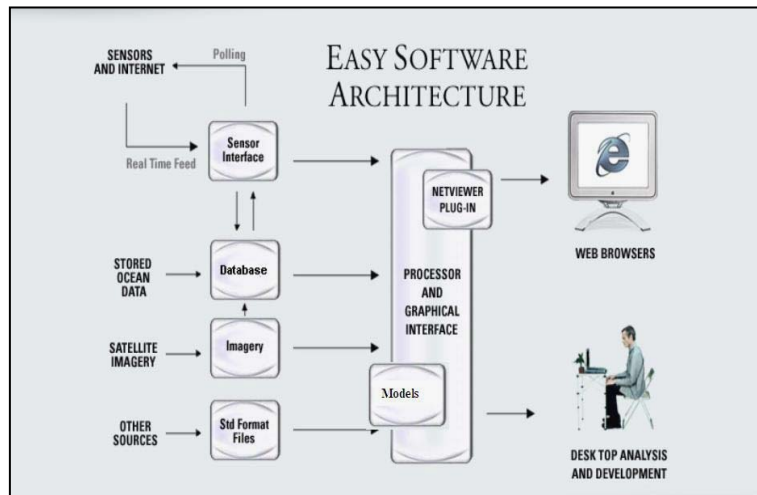 EASY SOFTWARE
ARCHITECTURE
SENSORS
AND INTERNET
Polling
Real Time Feed
Sensor
Interface
NETVIEWER
PLUG-IN
WEB BROWSERS
STORED
OCEAN
DATA
Database
PROCESSOR
AND
GRAPHICAL
INTERFACE
SATELLITE
IMAGERY
Imagery
Models
OTHER
SOURCES
Std Format
Files
DESK TOP ANALYSIS
AND DEVELOPMENT